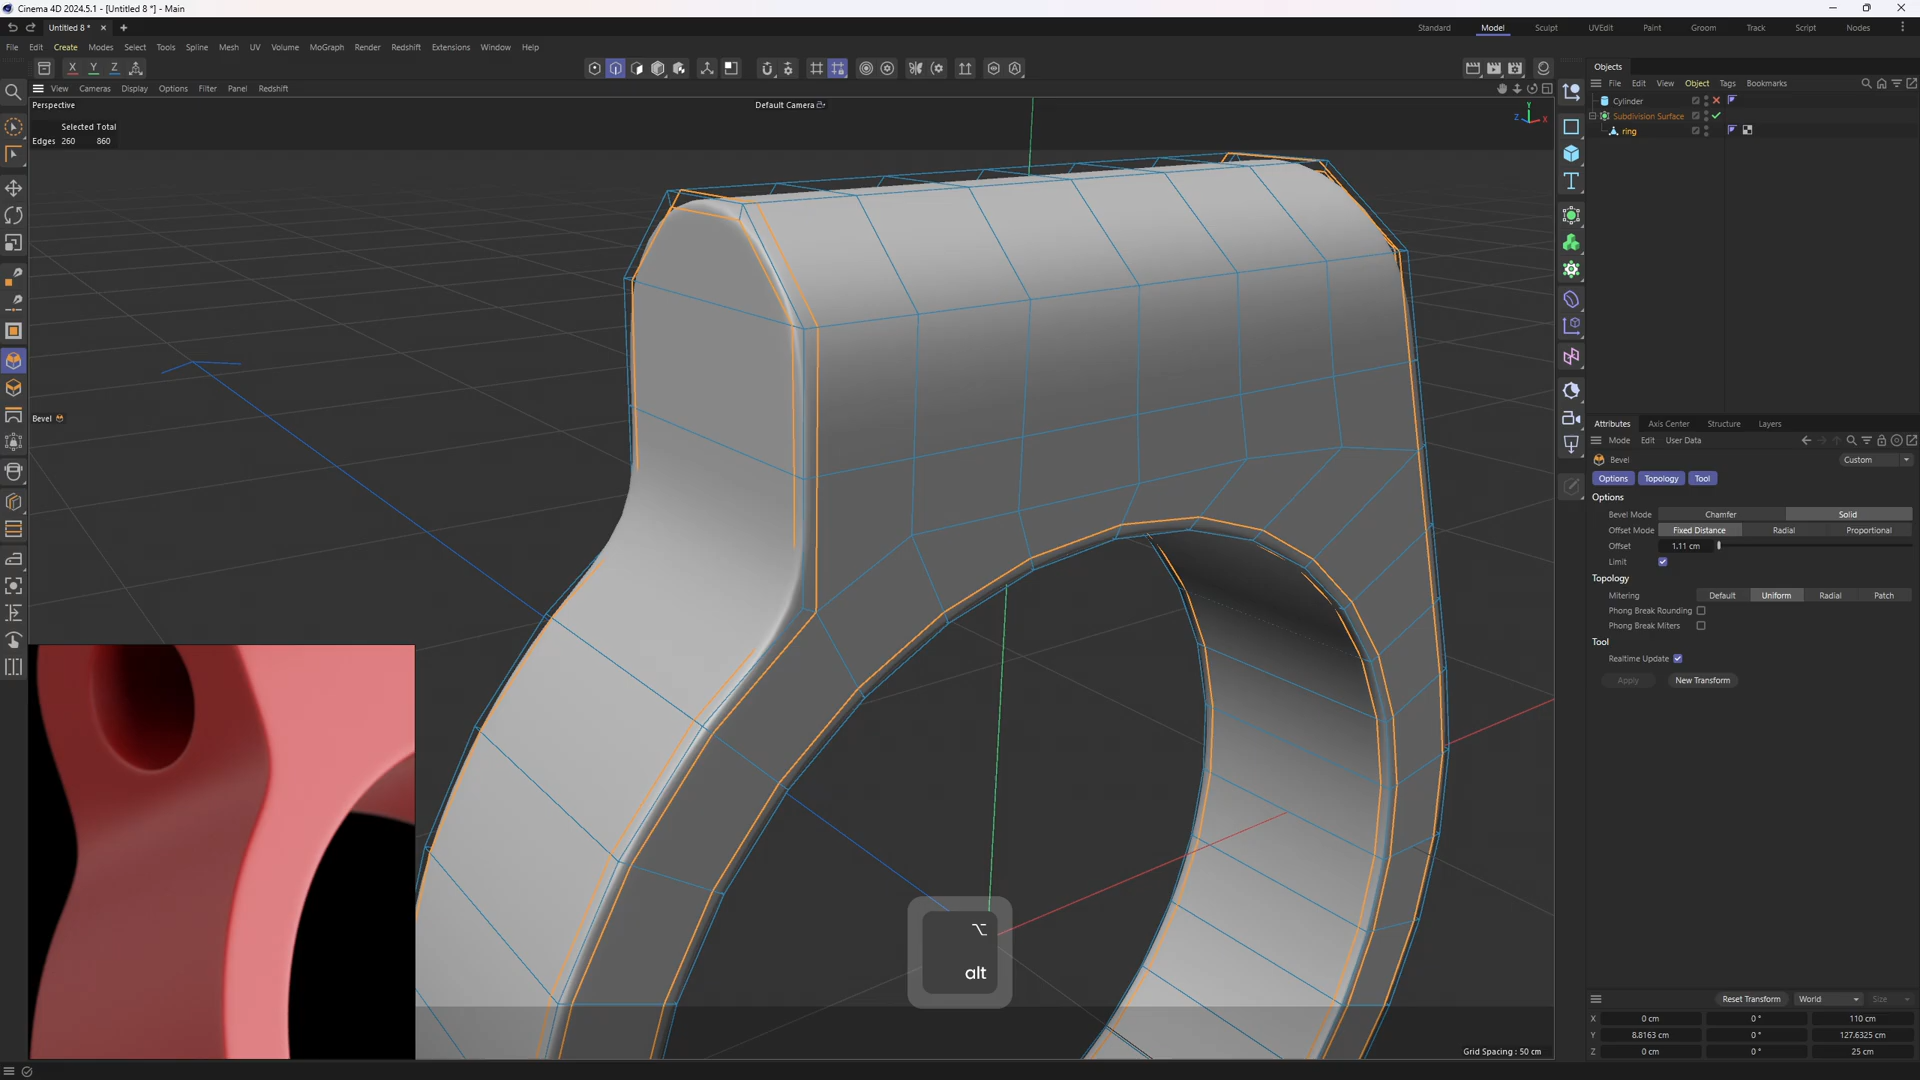 Cinema 4D 2024.5.1 - [Untitled 8 *] - Main
Untitled 8 *
Standard Model Sculpt UVEdit Paint Groom Track Script Nodes
File Edit Create Modes Select Tools Spline Mesh UV Volume MoGraph Render Redshift Extensions Window Help
X Y Z
View Cameras Display Options Filter Panel Redshift
Perspective
Default Camera
Selected Total
Edges 260 860
Y
Z X
Bevel
alt
Grid Spacing : 50 cm
Objects
File Edit View Object Tags Bookmarks
Cylinder
Subdivision Surface
ring
Attributes Axis Center Structure Layers
Mode Edit User Data
Bevel Custom
Options Topology Tool
Options
Bevel Mode Chamfer Solid
Offset Mode Fixed Distance Radial Proportional
Offset 1.11 cm
Limit
Topology
Mitering Default Uniform Radial Patch
Phong Break Rounding
Phong Break Miters
Tool
Realtime Update
Apply New Transform
Reset Transform World Size
X 0 cm 0 ° 110 cm
Y 8.8163 cm 0 ° 127.6325 cm
Z 0 cm 0 ° 25 cm